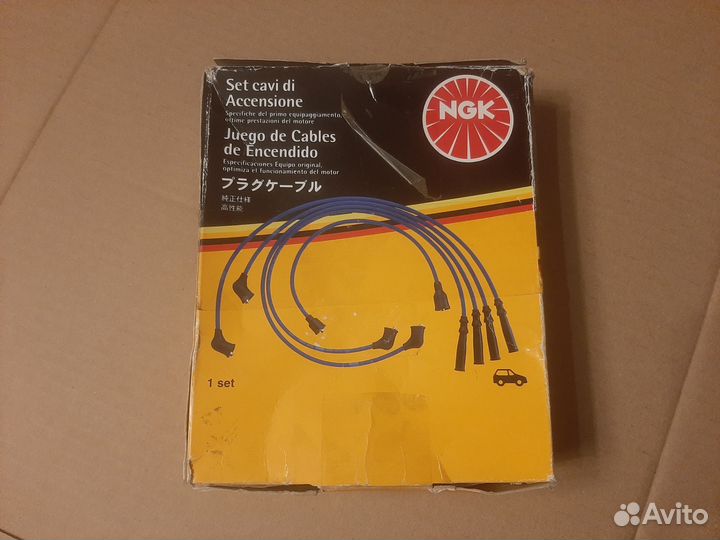 Set cavi di
Accensione
Specifiche del primo equipaggiamento,
ottime prestazioni del motore
Juego de Cables
de Encendido
Especificaciones Equipo original,
optimiza el funcionamiento del motor
プラグケーブル
純正仕様
高性能
NGK
1 set
Avito